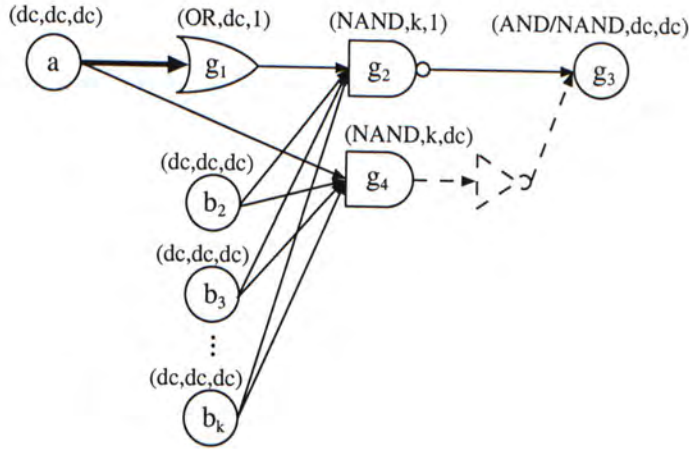 (dc,dc,dc) (OR,dc,1) (NAND,k,1) (AND/NAND,dc,dc)
a g₁ g₂ g₃
(NAND,k,dc)
(dc,dc,dc)
b₂ g₄
(dc,dc,dc)
b₃
⋮
(dc,dc,dc)
bₖ